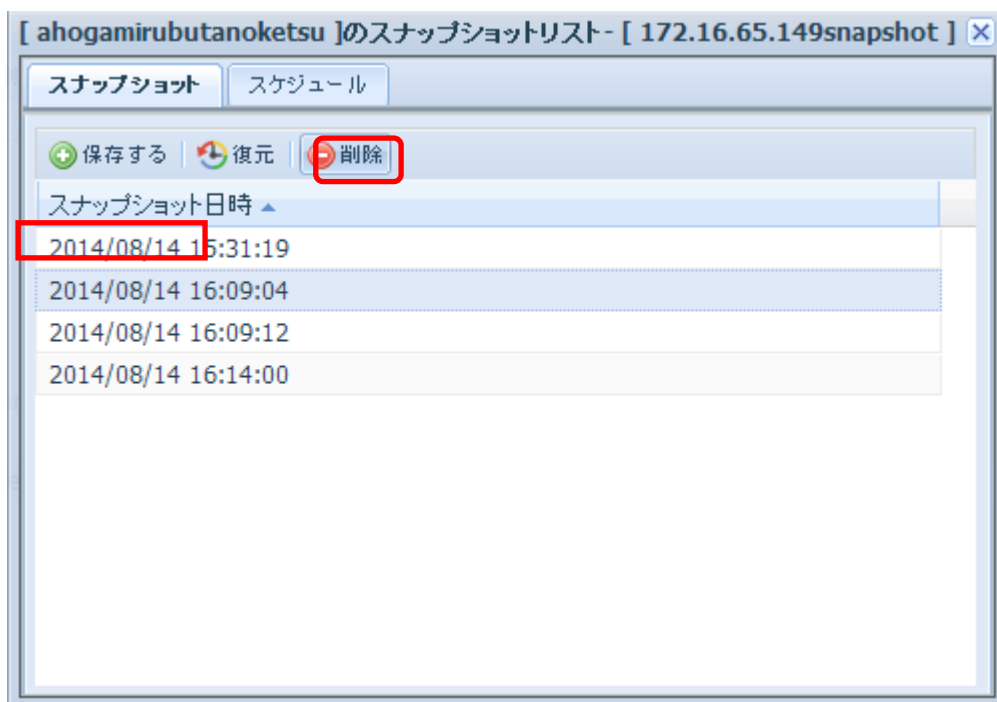 [ ahogamirubutanoketsu ]のスナップショットリスト- [ 172.16.65.149snapshot ]
スナップショット スケジュール
保存する 復元 削除
スナップショット日時
2014/08/14 15:31:19
2014/08/14 16:09:04
2014/08/14 16:09:12
2014/08/14 16:14:00